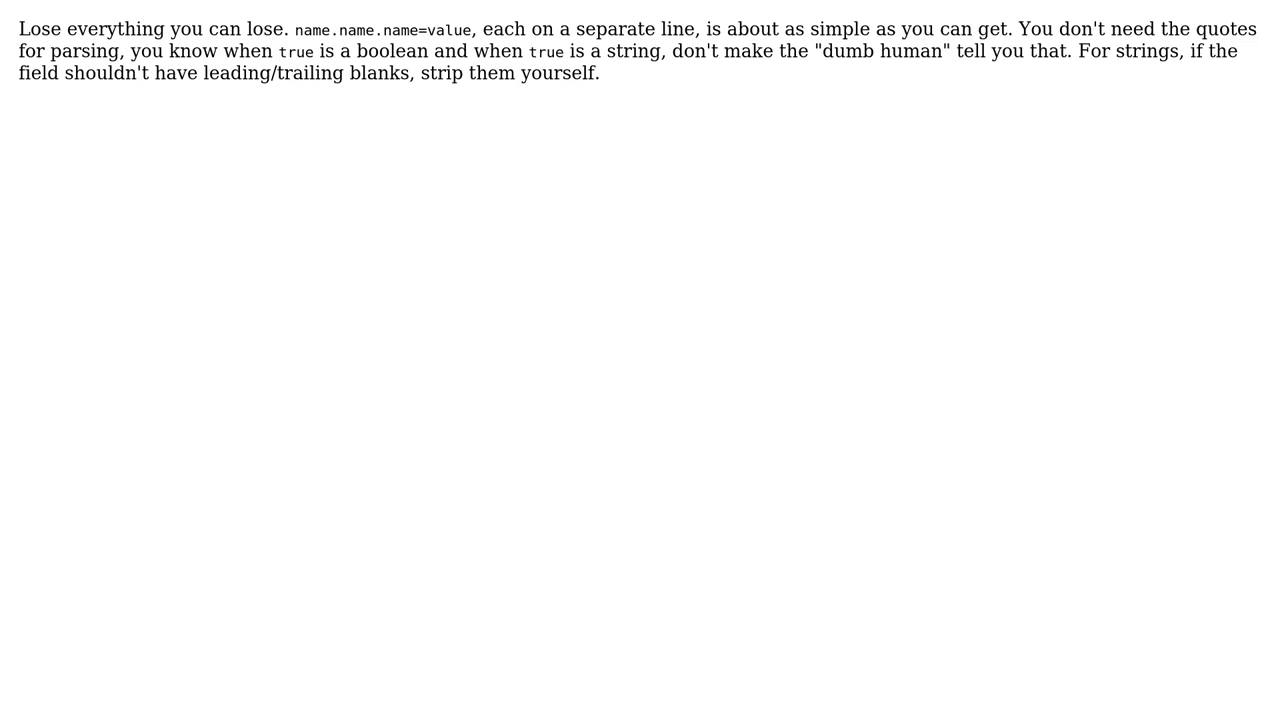 Lose everything you can lose. name.name.name=value, each on a separate line, is about as simple as you can get. You don't need the quotes
for parsing, you know when true is a boolean and when true is a string, don't make the "dumb human" tell you that. For strings, if the
field shouldn't have leading/trailing blanks, strip them yourself.